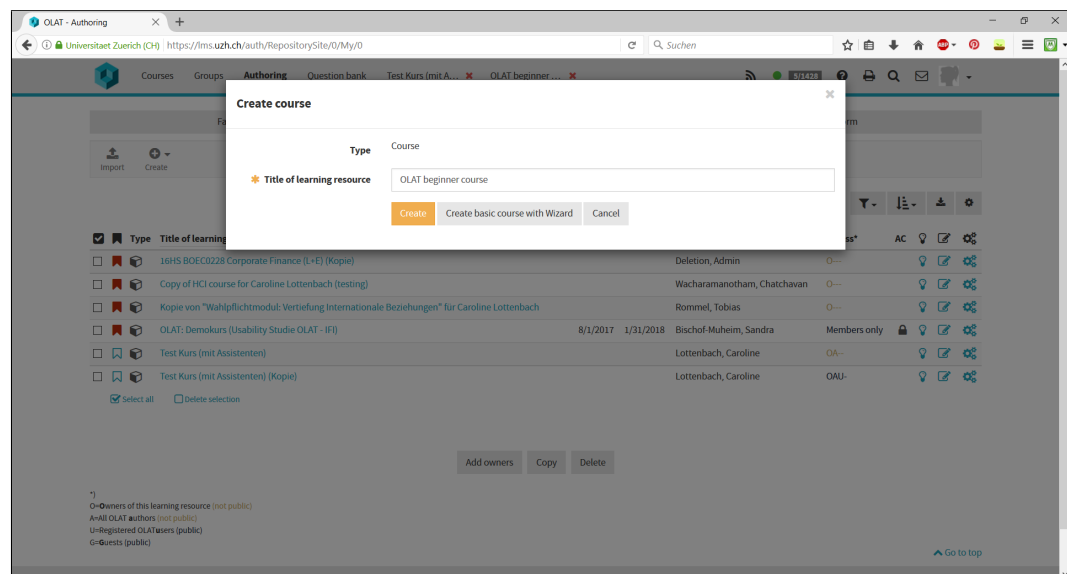 OLAT - Authoring
Universitaet Zuerich (CH) https://lms.uzh.ch/auth/RepositorySite/0/My/0
Suchen
ABP
Courses Groups Authoring Question bank Test Kurs (mit A... OLAT beginner ... 5/1428
Create course
Fa
rm
Type Course
Import Create
Title of learning resource OLAT beginner course
Create Create basic course with Wizard Cancel
Type Title of learning ss* AC
16HS BOEC0228 Corporate Finance (L+E) (Kopie) Deletion, Admin O---
Copy of HCI course for Caroline Lottenbach (testing) Wacharamanotham, Chatchavan O---
Kopie von "Wahlpflichtmodul: Vertiefung Internationale Beziehungen" für Caroline Lottenbach Rommel, Tobias O---
OLAT: Demokurs (Usability Studie OLAT - IFI) 8/1/2017 1/31/2018 Bischof-Muheim, Sandra Members only
Test Kurs (mit Assistenten) Lottenbach, Caroline OA--
Test Kurs (mit Assistenten) (Kopie) Lottenbach, Caroline OAU-
Select all Delete selection
Add owners Copy Delete
*)
O=Owners of this learning resource (not public)
A=All OLAT authors (not public)
U=Registered OLATusers (public)
G=Guests (public)
Go to top